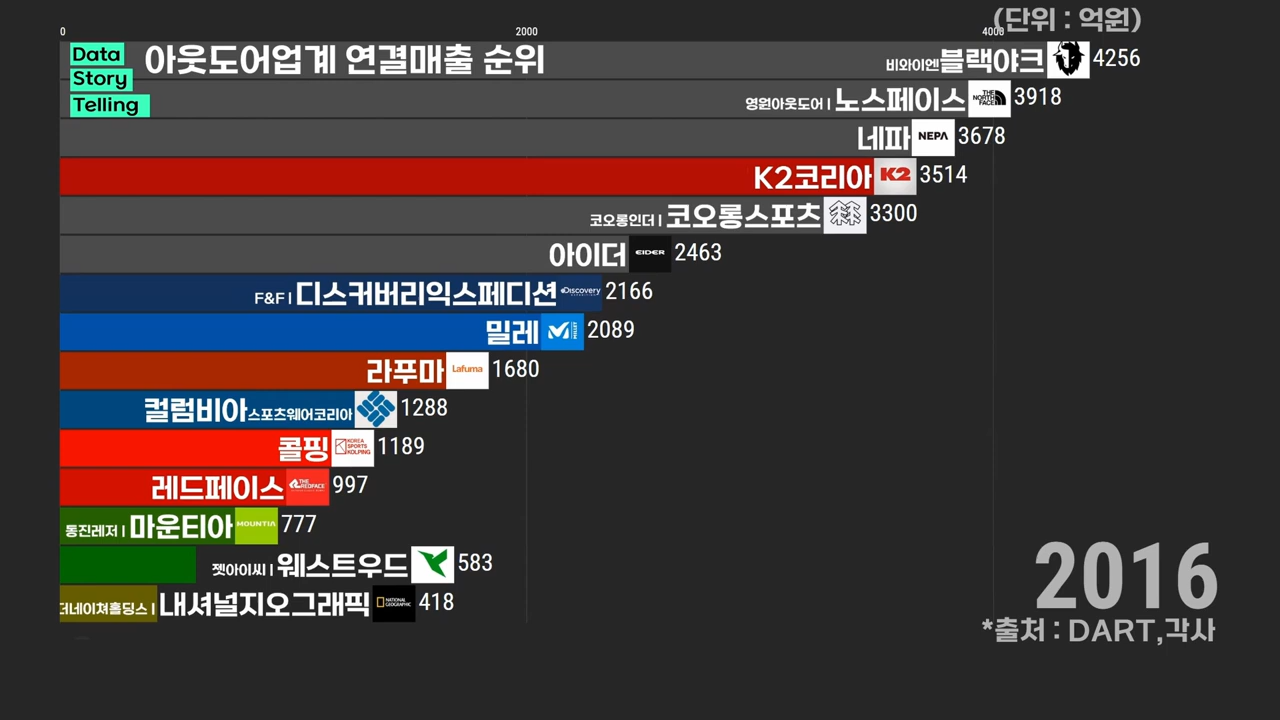 (단위 : 억원)
0 2000 4000
Data
Story
Telling
아웃도어업계 연결매출 순위
비와이엔블랙야크 4256
영원아웃도어 | 노스페이스 THE NORTH FACE 3918
네파 NEPA 3678
K2코리아 K2 3514
코오롱인더 | 코오롱스포츠 3300
아이더 EIDER 2463
F&F | 디스커버리익스페디션 Discovery 2166
밀레 MILLET 2089
라푸마 Lafuma 1680
컬럼비아스포츠웨어코리아 1288
콜핑 KOREA SPORTS KOLPING 1189
레드페이스 THE REDFACE 997
동진레저 | 마운티아 MOUNTIA 777
젯아이씨 | 웨스트우드 583
더네이쳐홀딩스 | 내셔널지오그래픽 NATIONAL GEOGRAPHIC 418
2016
*출처 : DART,각사